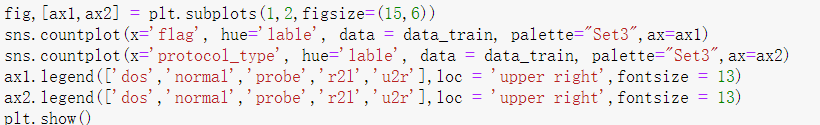 fig,[ax1,ax2] = plt.subplots(1,2,figsize=(15,6))
sns.countplot(x='flag', hue='lable', data = data_train, palette="Set3",ax=ax1)
sns.countplot(x='protocol_type', hue='lable', data = data_train, palette="Set3",ax=ax2)
ax1.legend(['dos','normal','probe','r2l','u2r'],loc = 'upper right',fontsize = 13)
ax2.legend(['dos','normal','probe','r2l','u2r'],loc = 'upper right',fontsize = 13)
plt.show()